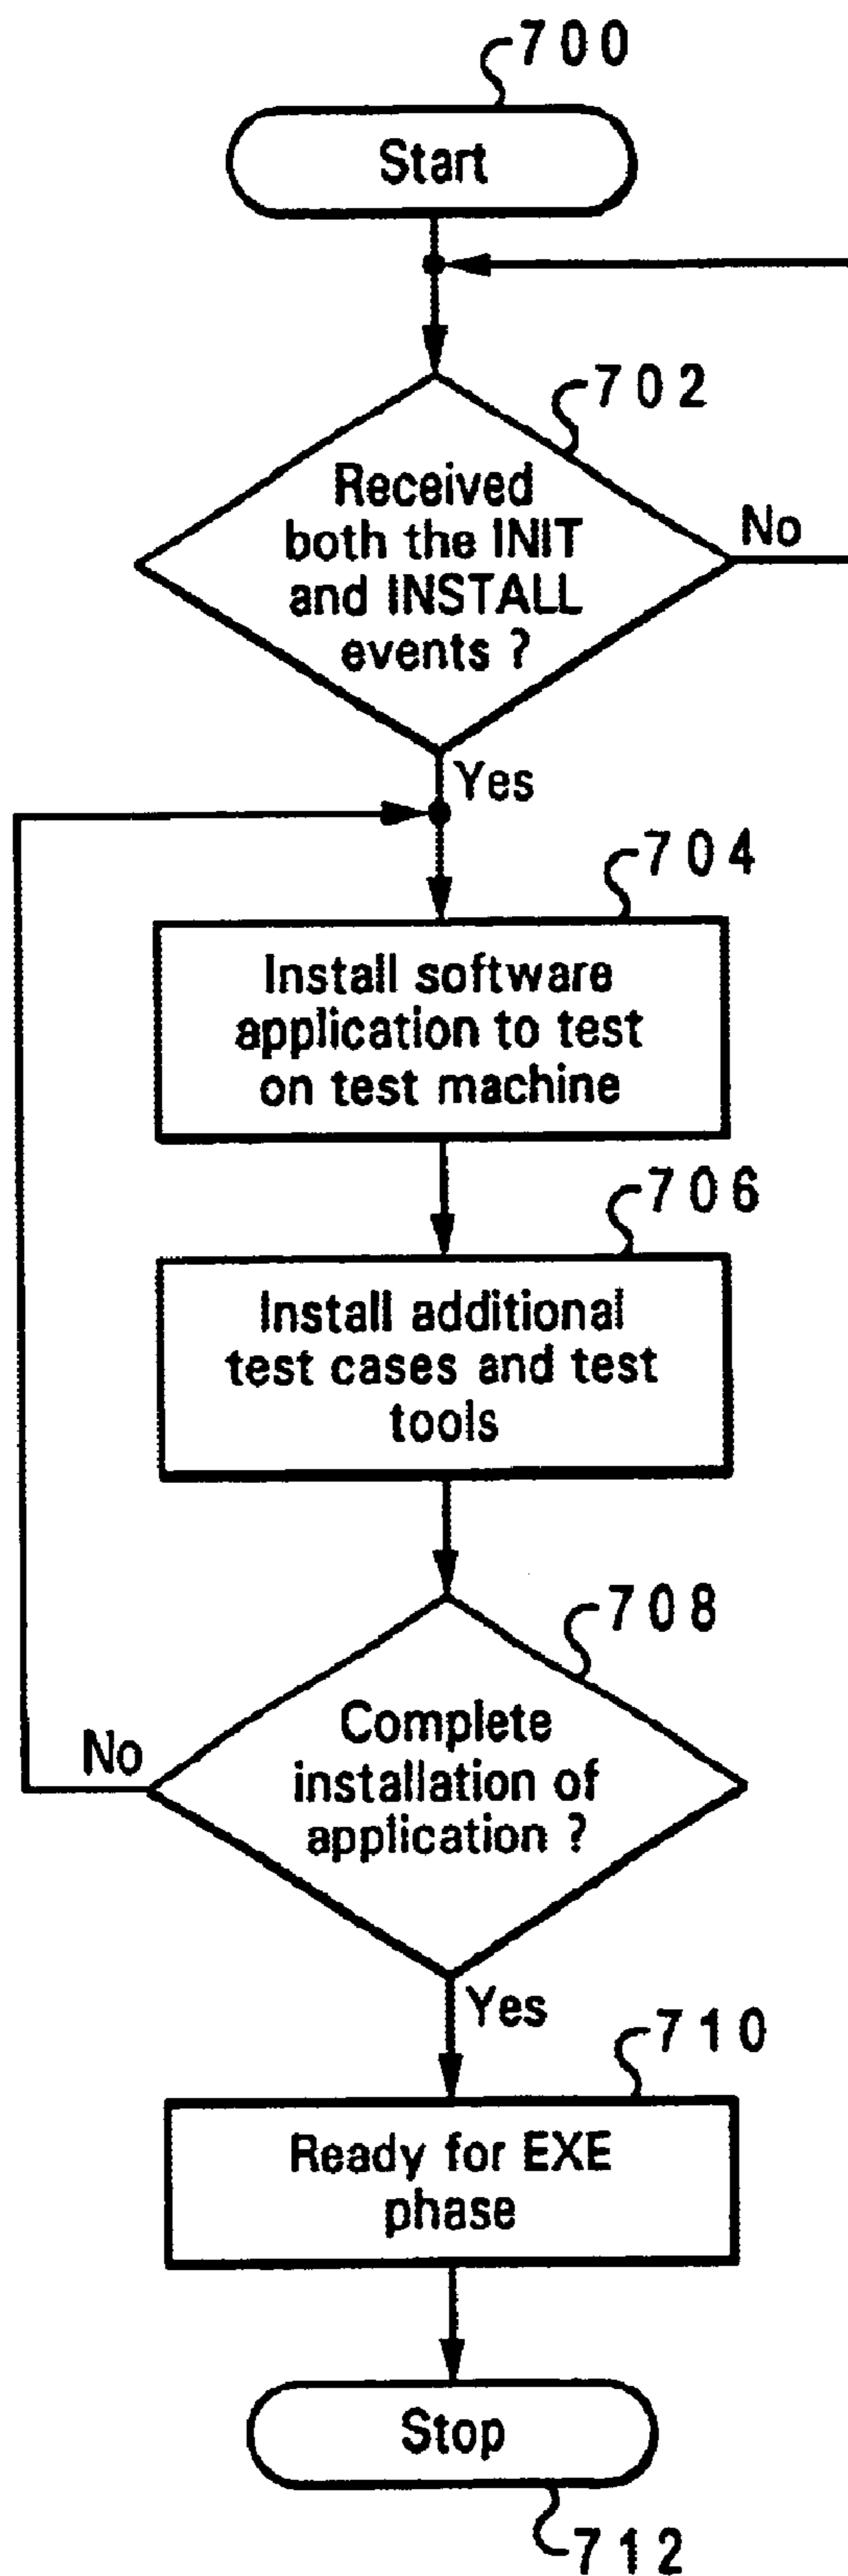 700
Start
702
Received
both the INIT
and INSTALL
events ?
No
Yes
704
Install software
application to test
on test machine
706
Install additional
test cases and test
tools
708
Complete
installation of
application ?
No
Yes
710
Ready for EXE
phase
Stop
712